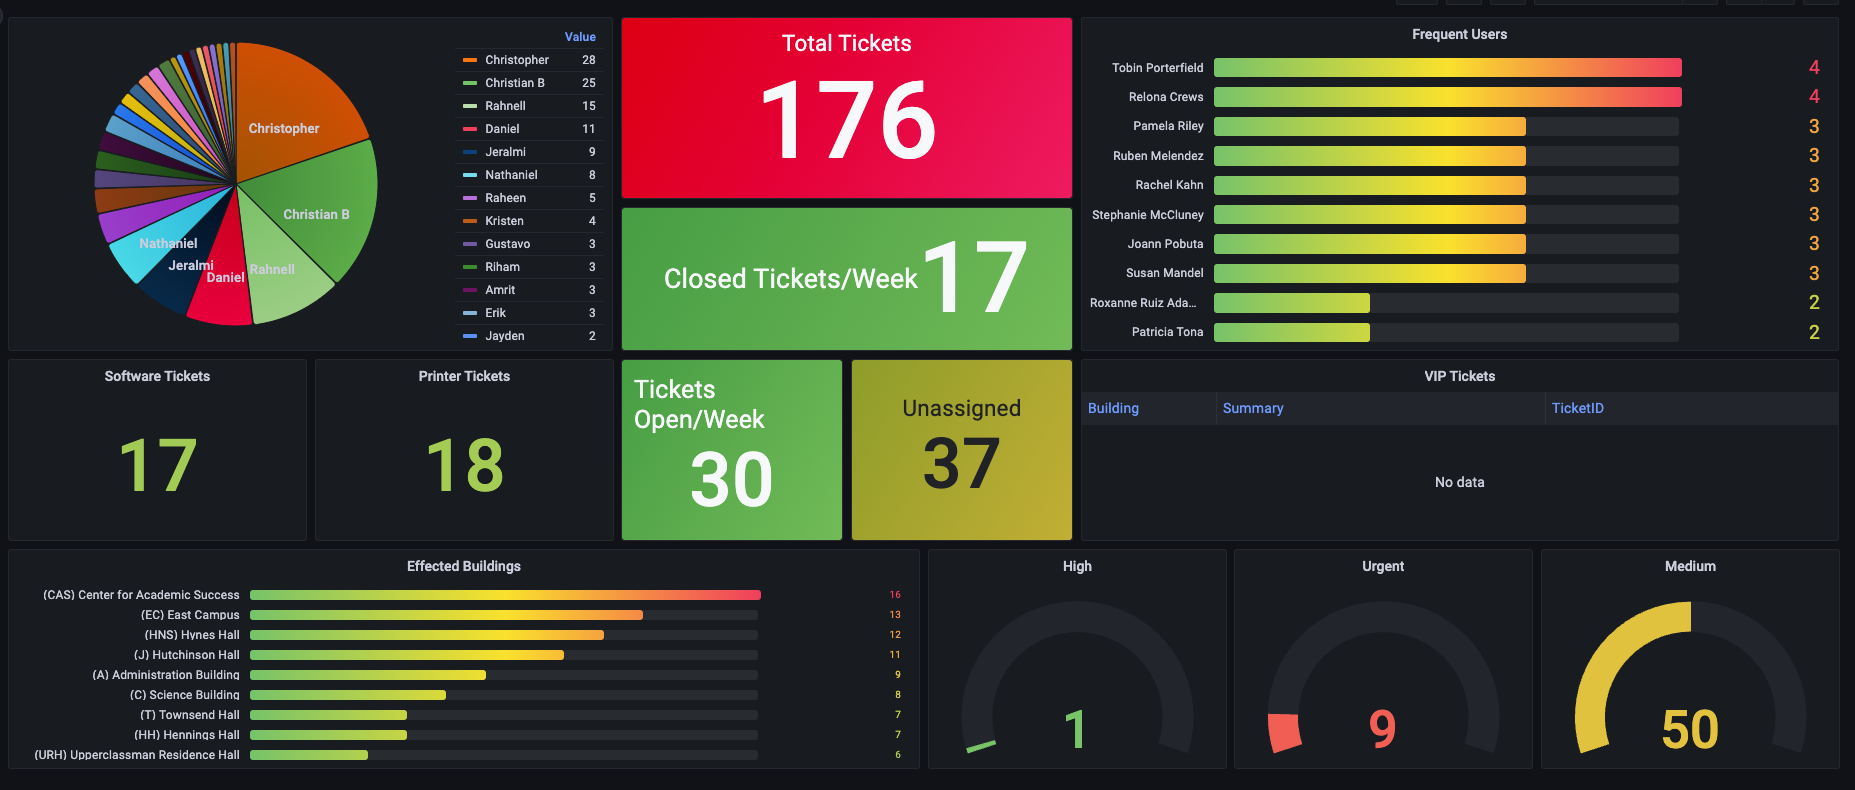 Value
Christopher 28
Christian B 25
Rahnell 15
Daniel 11
Jeralmi 9
Nathaniel 8
Raheen 5
Kristen 4
Gustavo 3
Riham 3
Amrit 3
Erik 3
Jayden 2
Christopher
Christian B
Nathaniel
Jeralmi
Daniel
Rahnell
Total Tickets
176
Closed Tickets/Week 17
Frequent Users
Tobin Porterfield 4
Relona Crews 4
Pamela Riley 3
Ruben Melendez 3
Rachel Kahn 3
Stephanie McCluney 3
Joann Pobuta 3
Susan Mandel 3
Roxanne Ruiz Ada... 2
Patricia Tona 2
Software Tickets
17
Printer Tickets
18
Tickets
Open/Week
30
Unassigned
37
VIP Tickets
Building Summary TicketID
No data
Effected Buildings
(CAS) Center for Academic Success 16
(EC) East Campus 13
(HNS) Hynes Hall 12
(J) Hutchinson Hall 11
(A) Administration Building 9
(C) Science Building 8
(T) Townsend Hall 7
(HH) Hennings Hall 7
(URH) Upperclassman Residence Hall 6
High
1
Urgent
9
Medium
50